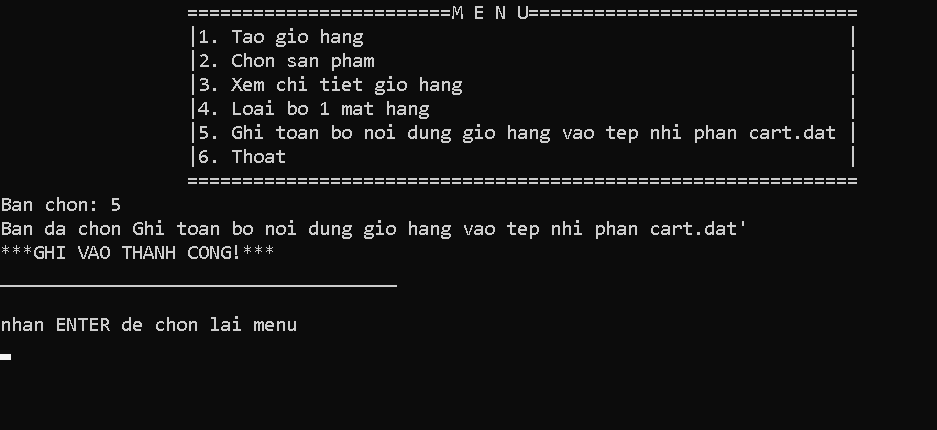 ========================M E N U==============================
|1. Tao gio hang |
|2. Chon san pham |
|3. Xem chi tiet gio hang |
|4. Loai bo 1 mat hang |
|5. Ghi toan bo noi dung gio hang vao tep nhi phan cart.dat |
|6. Thoat |
=============================================================
Ban chon: 5
Ban da chon Ghi toan bo noi dung gio hang vao tep nhi phan cart.dat'
***GHI VAO THANH CONG!***
____________________________________
nhan ENTER de chon lai menu